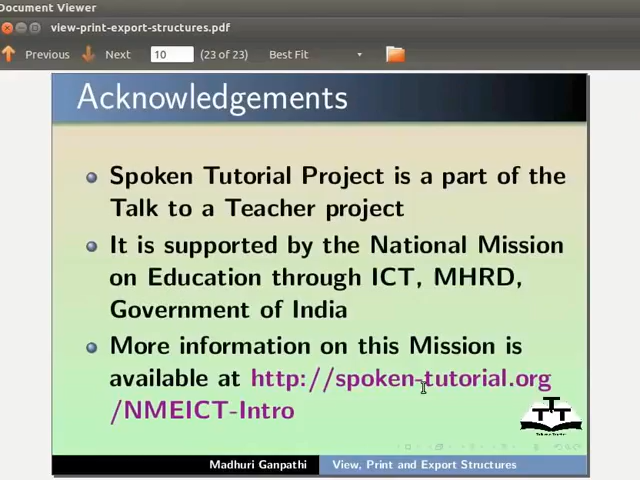 Document Viewer
view-print-export-structures.pdf
Previous Next 10 (23 of 23) Best Fit
Acknowledgements
Spoken Tutorial Project is a part of the
Talk to a Teacher project
It is supported by the National Mission
on Education through ICT, MHRD,
Government of India
More information on this Mission is
available at http://spoken-tutorial.org
/NMEICT-Intro
Madhuri Ganpathi View, Print and Export Structures